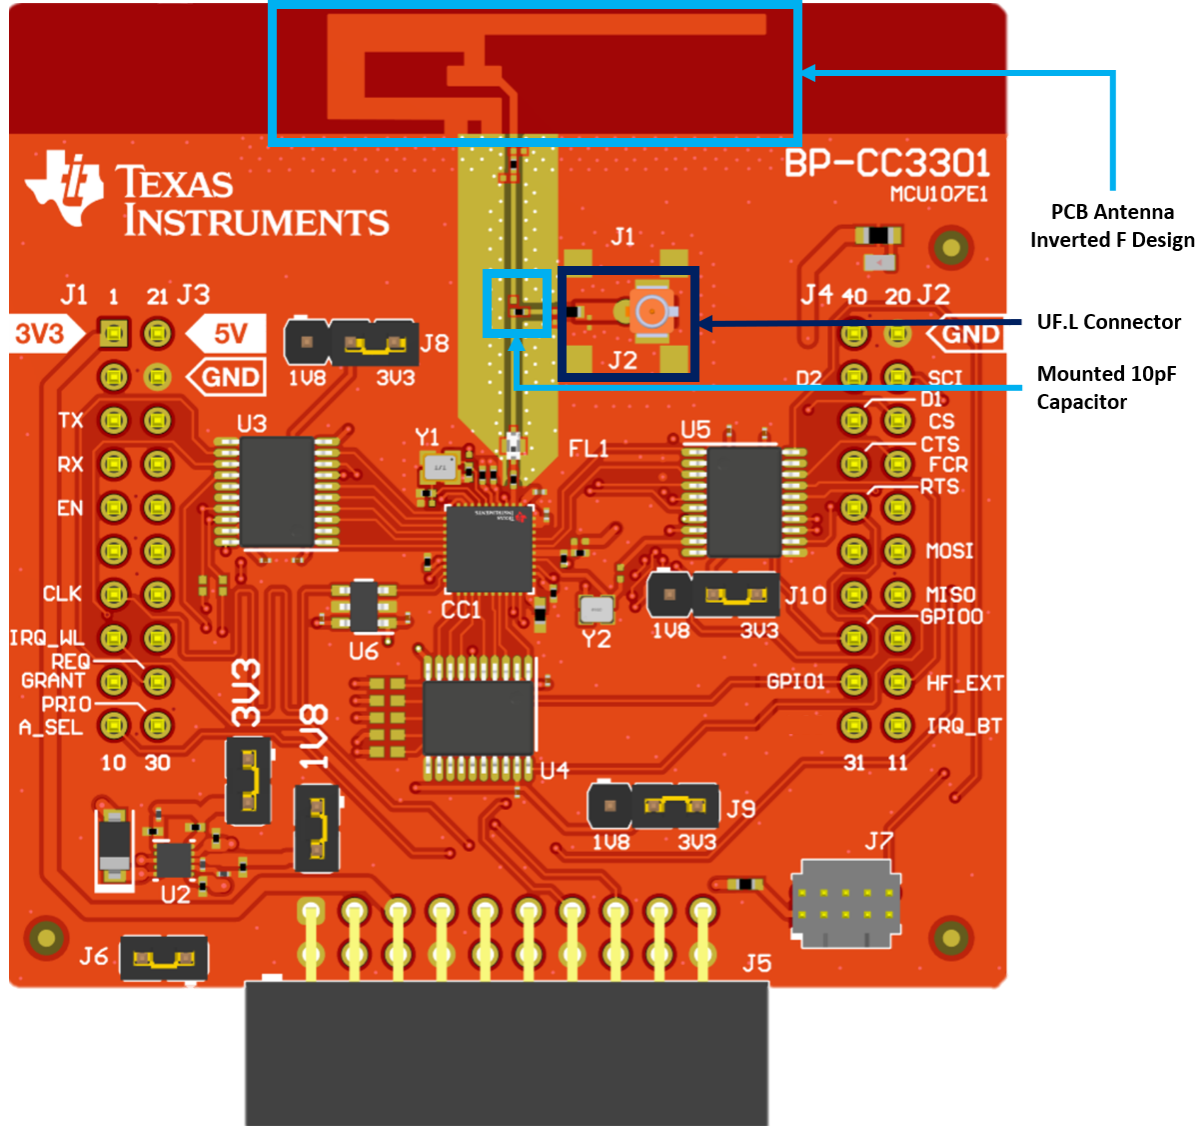 BP-CC3301
MCU107E1
TEXAS
INSTRUMENTS
PCB Antenna
Inverted F Design
J1
J1 1 21 J3
J4 40 20 J2
3V3
5V
GND
UF.L Connector
J8
J2
GND
1V8 3V3
D2
SCI
Mounted 10pF
Capacitor
D1
TX
U3
Y1
FL1
U5
CS
CTS
RX
FCR
RTS
EN
TEXAS
INSTRUMENTS
MOSI
CLK
CC1
J10
MISO
GPIO0
IRQ_WL
U6
Y2
1V8 3V3
REQ
GRANT
3V3
GPIO1
HF_EXT
PRIO
A_SEL
1V8
IRQ_BT
10 30
U4
31 11
J9
1V8 3V3
J7
U2
J6
J5